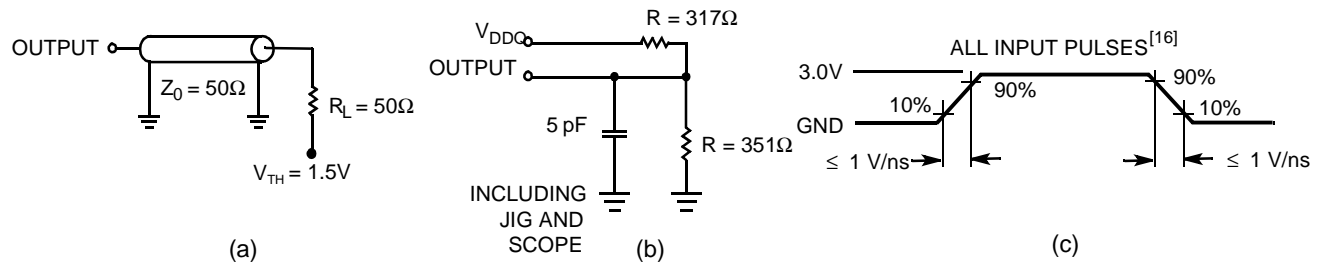 OUTPUT
Z0 = 50Ω
RL = 50Ω
VTH = 1.5V
(a)
R = 317Ω
VDDQ
OUTPUT
5 pF
R = 351Ω
INCLUDING
JIG AND
SCOPE
(b)
ALL INPUT PULSES[16]
3.0V
90%
90%
10%
10%
GND
≤ 1 V/ns
≤ 1 V/ns
(c)